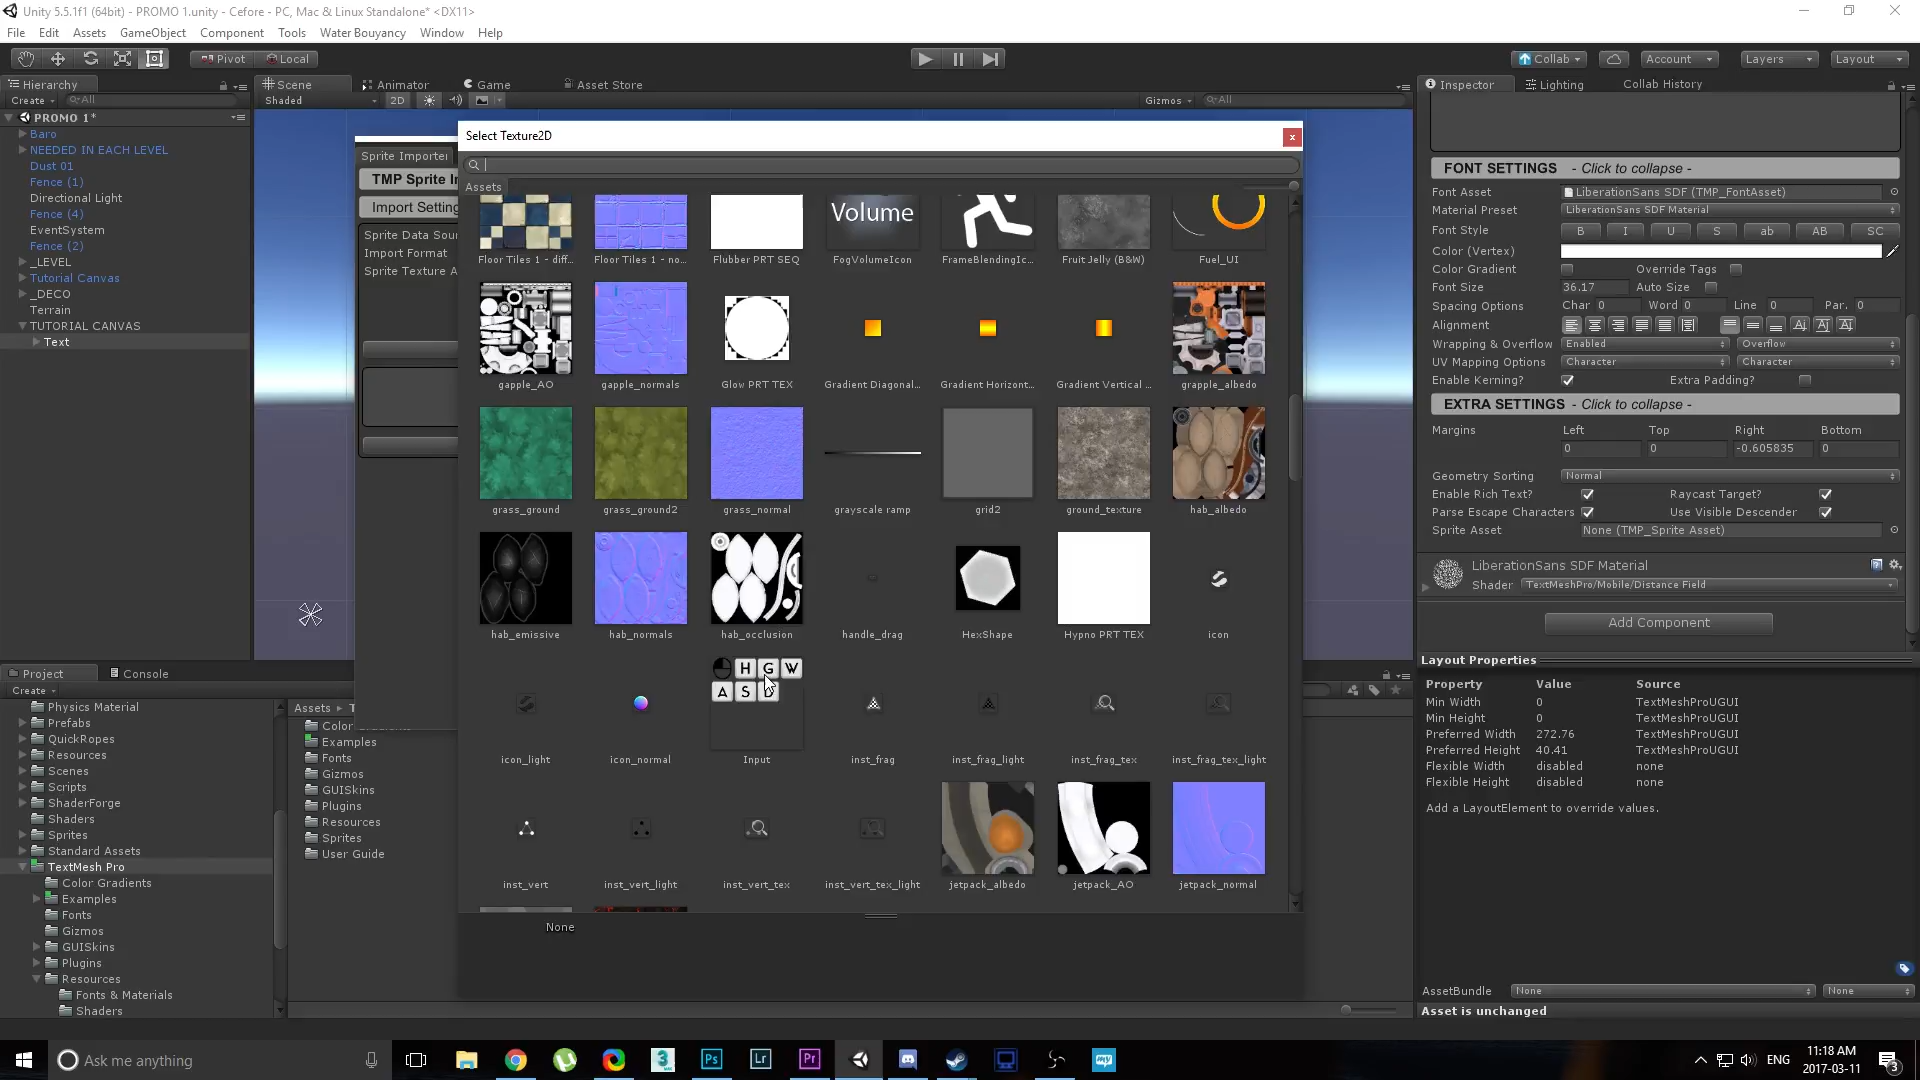 Unity 5.5.1f1 (64bit) - PROMO 1.unity - Cefore - PC, Mac & Linux Standalone* <DX11>
File Edit Assets GameObject Component Tools Water Bouyancy Window Help
Pivot Local
Collab Account Layers Layout
Hierarchy
Create All
PROMO 1*
Baro
NEEDED IN EACH LEVEL
Dust 01
Fence (1)
Directional Light
Fence (4)
EventSystem
Fence (2)
_LEVEL
Tutorial Canvas
_DECO
Terrain
TUTORIAL CANVAS
Text
Scene Animator Game Asset Store
Shaded 2D Gizmos All
Sprite Importer
TMP Sprite I
Import Setting
Sprite Data Sour
Import Format
Sprite Texture A
Select Texture2D
Assets
Volume
Floor Tiles 1 - diff... Floor Tiles 1 - no... Flubber PRT SEQ FogVolumeIcon FrameBlendingIc... Fruit Jelly (B&W) Fuel_UI
gapple_AO gapple_normals Glow PRT TEX Gradient Diagonal... Gradient Horizont... Gradient Vertical ... grapple_albedo
grass_ground grass_ground2 grass_normal grayscale ramp grid2 ground_texture hab_albedo
hab_emissive hab_normals hab_occlusion handle_drag HexShape Hypno PRT TEX icon
H G W
A S D
icon_light icon_normal Input inst_frag inst_frag_light inst_frag_tex inst_frag_tex_light
inst_vert inst_vert_light inst_vert_tex inst_vert_tex_light jetpack_albedo jetpack_AO jetpack_normal
None
Inspector Lighting Collab History
FONT SETTINGS - Click to collapse -
Font Asset LiberationSans SDF (TMP_FontAsset)
Material Preset LiberationSans SDF Material
Font Style B I U S ab AB SC
Color (Vertex)
Color Gradient Override Tags
Font Size 36.17 Auto Size
Spacing Options Char 0 Word 0 Line 0 Par. 0
Alignment
Wrapping & Overflow Enabled Overflow
UV Mapping Options Character Character
Enable Kerning? Extra Padding?
EXTRA SETTINGS - Click to collapse -
Margins Left Top Right Bottom
0 0 -0.605835 0
Geometry Sorting Normal
Enable Rich Text? Raycast Target?
Parse Escape Characters Use Visible Descender
Sprite Asset None (TMP_Sprite Asset)
LiberationSans SDF Material
Shader TextMeshPro/Mobile/Distance Field
Add Component
Layout Properties
Property Value Source
Min Width 0 TextMeshProUGUI
Min Height 0 TextMeshProUGUI
Preferred Width 272.76 TextMeshProUGUI
Preferred Height 40.41 TextMeshProUGUI
Flexible Width disabled none
Flexible Height disabled none
Add a LayoutElement to override values.
AssetBundle None None
Asset is unchanged
Project Console
Create
Physics Material
Prefabs
QuickRopes
Resources
Scenes
Scripts
ShaderForge
Shaders
Sprites
Standard Assets
TextMesh Pro
Color Gradients
Examples
Fonts
Gizmos
GUISkins
Plugins
Resources
Fonts & Materials
Shaders
Assets T
Color Gradients
Examples
Fonts
Gizmos
GUISkins
Plugins
Resources
Sprites
User Guide
Ask me anything
Ps Lr Pr
ENG
11:18 AM
2017-03-11
3